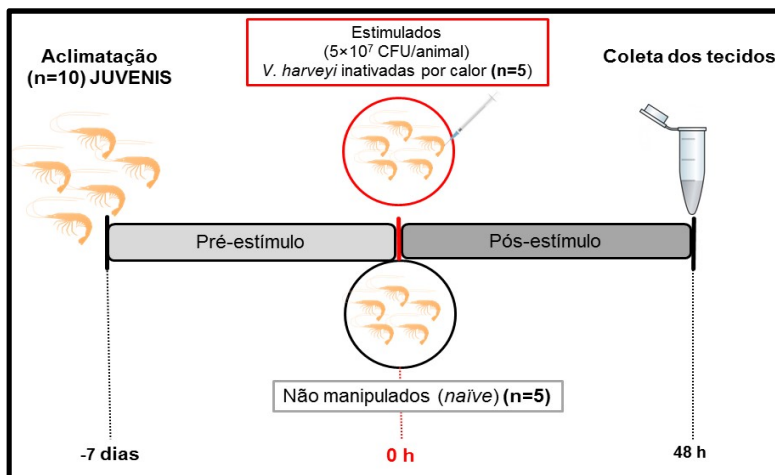 Aclimatação
(n=10) JUVENIS
Estimulados
(5×10⁷ CFU/animal)
V. harveyi inativadas por calor (n=5)
Coleta dos tecidos
Pré-estímulo
Pós-estímulo
Não manipulados (naïve) (n=5)
-7 dias
0 h
48 h